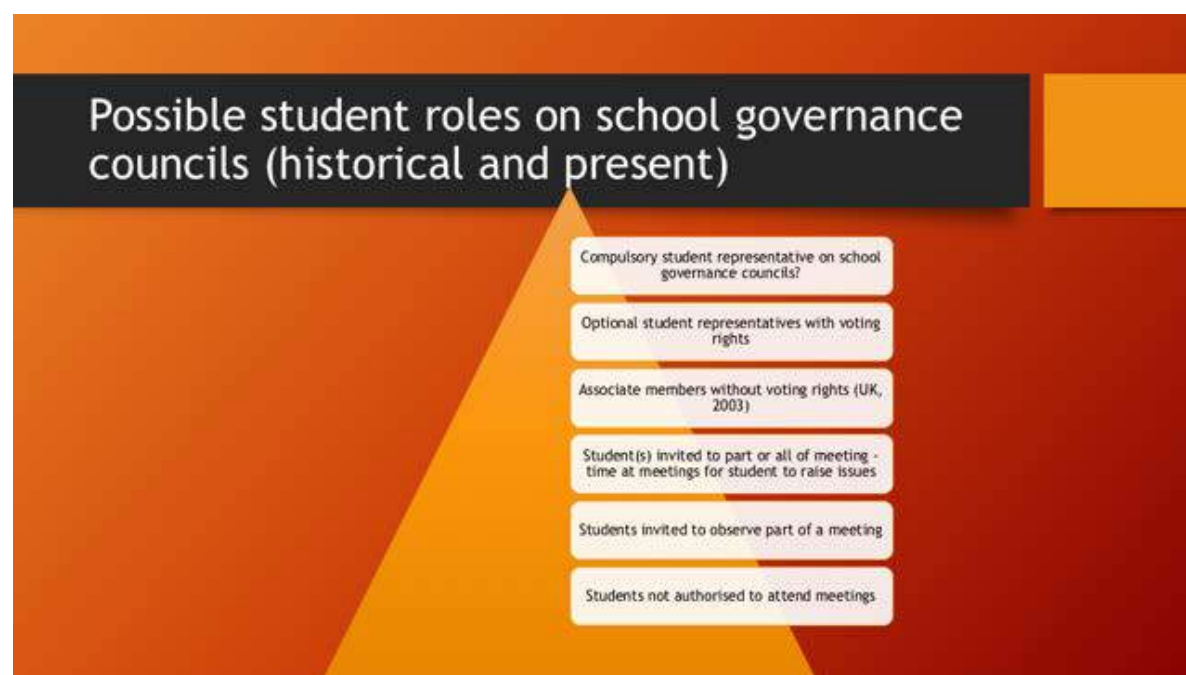 Possible student roles on school governance
councils (historical and present)
Compulsory student representative on school
governance councils?
Optional student representatives with voting
rights
Associate members without voting rights (UK,
2003)
Student(s) invited to part or all of meeting -
time at meetings for student to raise issues
Students invited to observe part of a meeting
Students not authorised to attend meetings